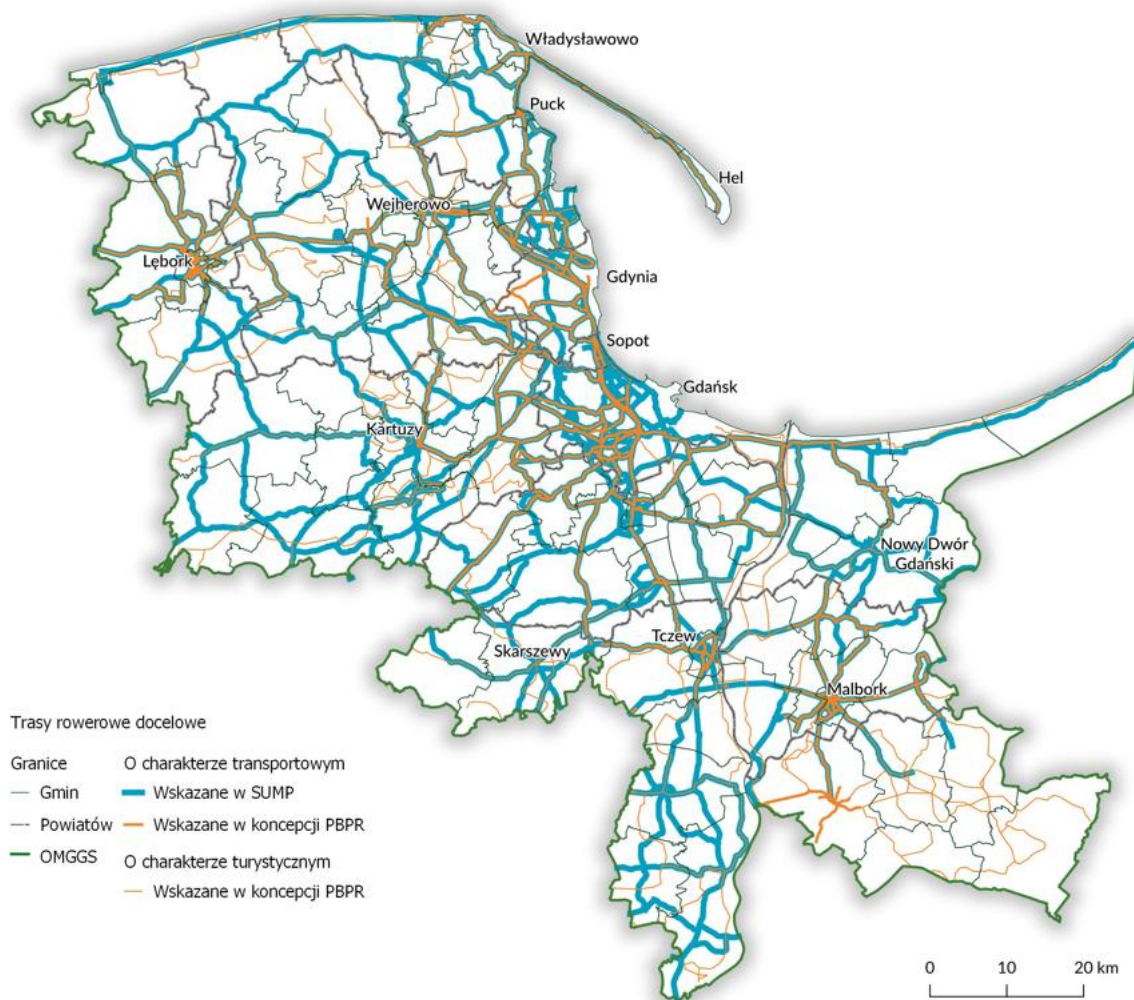 Władysławowo
Puck
Hel
Wejherowo
Lębork
Gdynia
Sopot
Gdańsk
Kartuzy
Nowy Dwór
Gdański
Tczew
Skarszewy
Malbork
Trasy rowerowe docelowe
Granice
O charakterze transportowym
Gmin
Wskazane w SUMP
Powiatów
Wskazane w koncepcji PBPR
OMGGS
O charakterze turystycznym
Wskazane w koncepcji PBPR
0 10 20 km